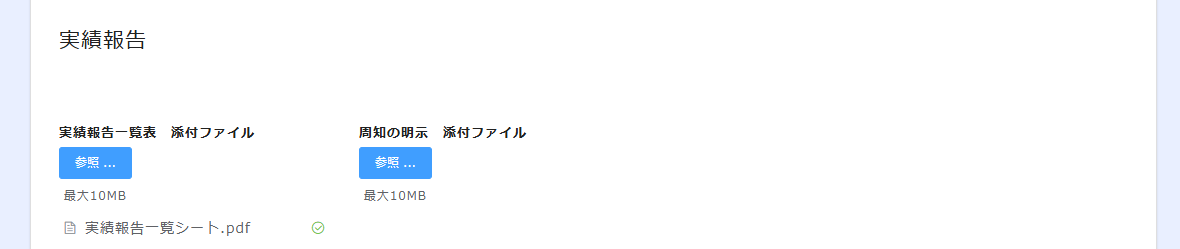 実績報告
実績報告一覧表　添付ファイル
参照 ...
最大10MB
実績報告一覧シート.pdf
周知の明示　添付ファイル
参照 ...
最大10MB